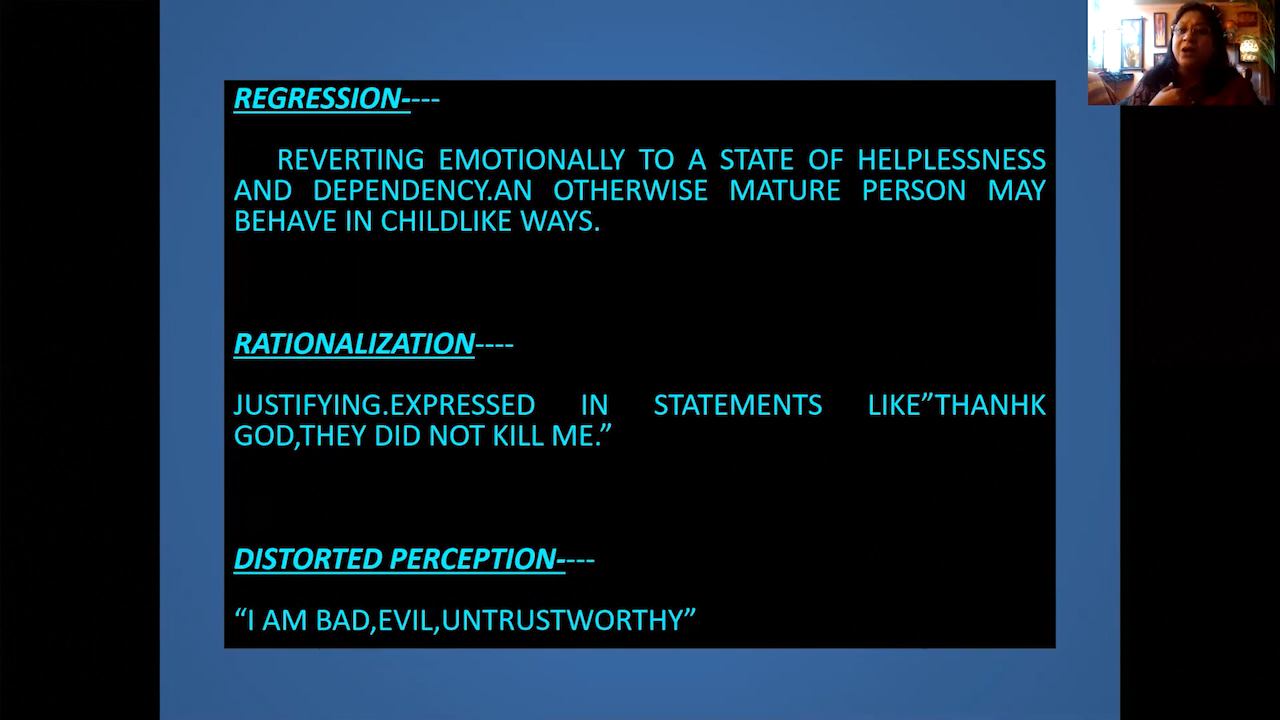 REGRESSION----
REVERTING EMOTIONALLY TO A STATE OF HELPLESSNESS
AND DEPENDENCY.AN OTHERWISE MATURE PERSON MAY
BEHAVE IN CHILDLIKE WAYS.
RATIONALIZATION----
JUSTIFYING.EXPRESSED IN STATEMENTS LIKE”THANHK
GOD,THEY DID NOT KILL ME.”
DISTORTED PERCEPTION----
“I AM BAD,EVIL,UNTRUSTWORTHY”